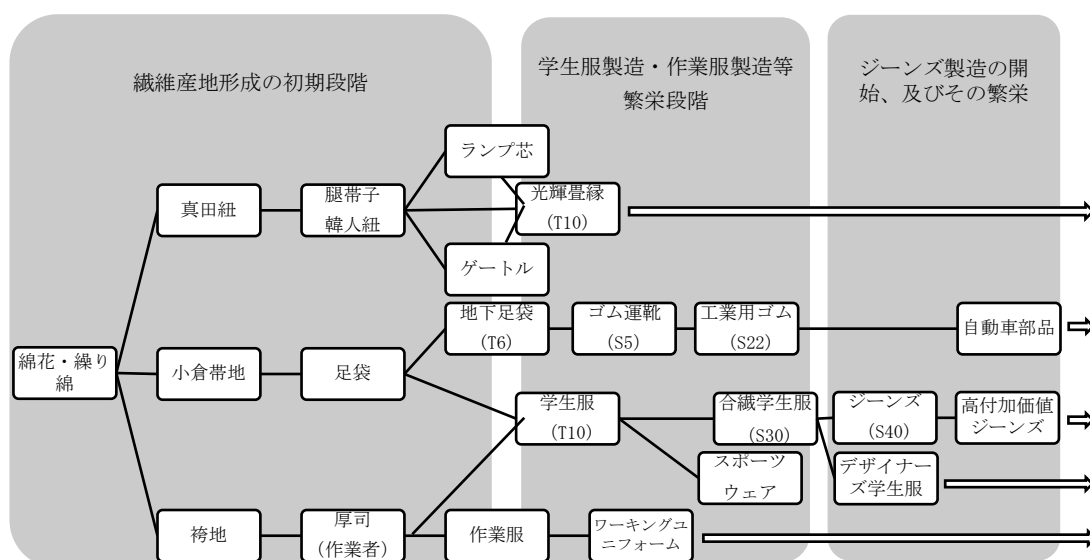 繊維産地形成の初期段階
学生服製造・作業服製造等
繁栄段階
ジーンズ製造の開
始、及びその繁栄
ランプ芯
真田紐
腿帯子
韓人紐
光輝畳縁
(T10)
ゲートル
地下足袋
(T6)
ゴム運靴
(S5)
工業用ゴム
(S22)
自動車部品
綿花・繰り
綿
小倉帯地
足袋
学生服
(T10)
合繊学生服
(S30)
ジーンズ
(S40)
高付加価値
ジーンズ
スポーツ
ウェア
デザイナー
ズ学生服
袴地
厚司
(作業者)
作業服
ワーキングユ
ニフォーム